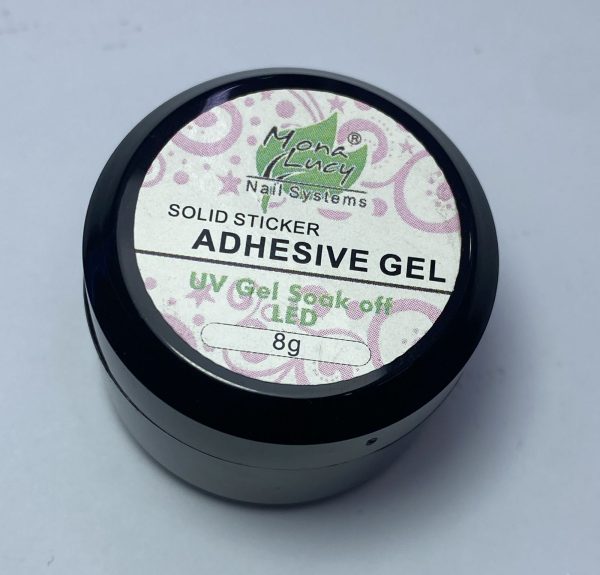 Mona ®
Lucy
Nail Systems
SOLID STICKER
ADHESIVE GEL
UV Gel Soak off
LED
8g